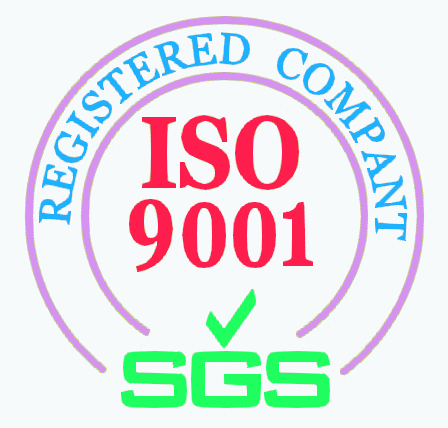 REGISTERED COMPANT
ISO
9001
SGS